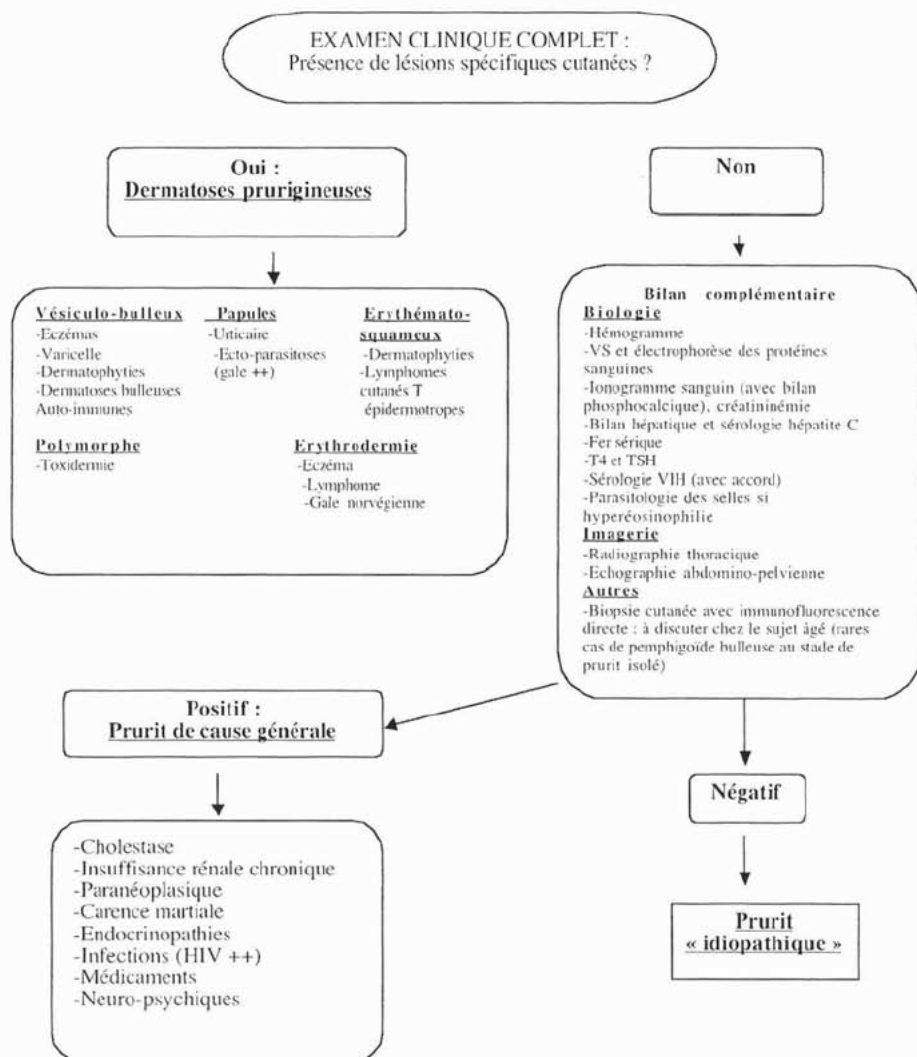 EXAMEN CLINIQUE COMPLET :
Présence de lésions spécifiques cutanées ?
Oui :
Dermatoses prurigineuses
Non
Vésiculo-bulleux
-Eczémas
-Varicelle
-Dermatophyties
-Dermatoses bulleuses
Auto-immunes
Papules
-Urticaire
-Ecto-parasitoses
(gale ++)
Erythémato-
squameux
-Dermatophyties
-Lymphomes
cutanés T
épidermotropes
Polymorphe
-Toxidermie
Erythrodermie
-Eczéma
-Lymphome
-Gale norvégienne
Bilan complémentaire
Biologie
-Hémogramme
-VS et électrophorèse des protéines
sanguines
-Ionogramme sanguin (avec bilan
phosphocalcique), créatininémie
-Bilan hépatique et sérologie hépatite C
-Fer sérique
-T4 et TSH
-Sérologie VIH (avec accord)
-Parasitologie des selles si
hyperéosinophilie
Imagerie
-Radiographie thoracique
-Echographie abdomino-pelvienne
Autres
-Biopsie cutanée avec immunofluorescence
directe : à discuter chez le sujet âgé (rares
cas de pemphigoïde bulleuse au stade de
prurit isolé)
Positif :
Prurit de cause générale
-Cholestase
-Insuffisance rénale chronique
-Paranéoplasique
-Carence martiale
-Endocrinopathies
-Infections (HIV ++)
-Médicaments
-Neuro-psychiques
Négatif
Prurit
« idiopathique »